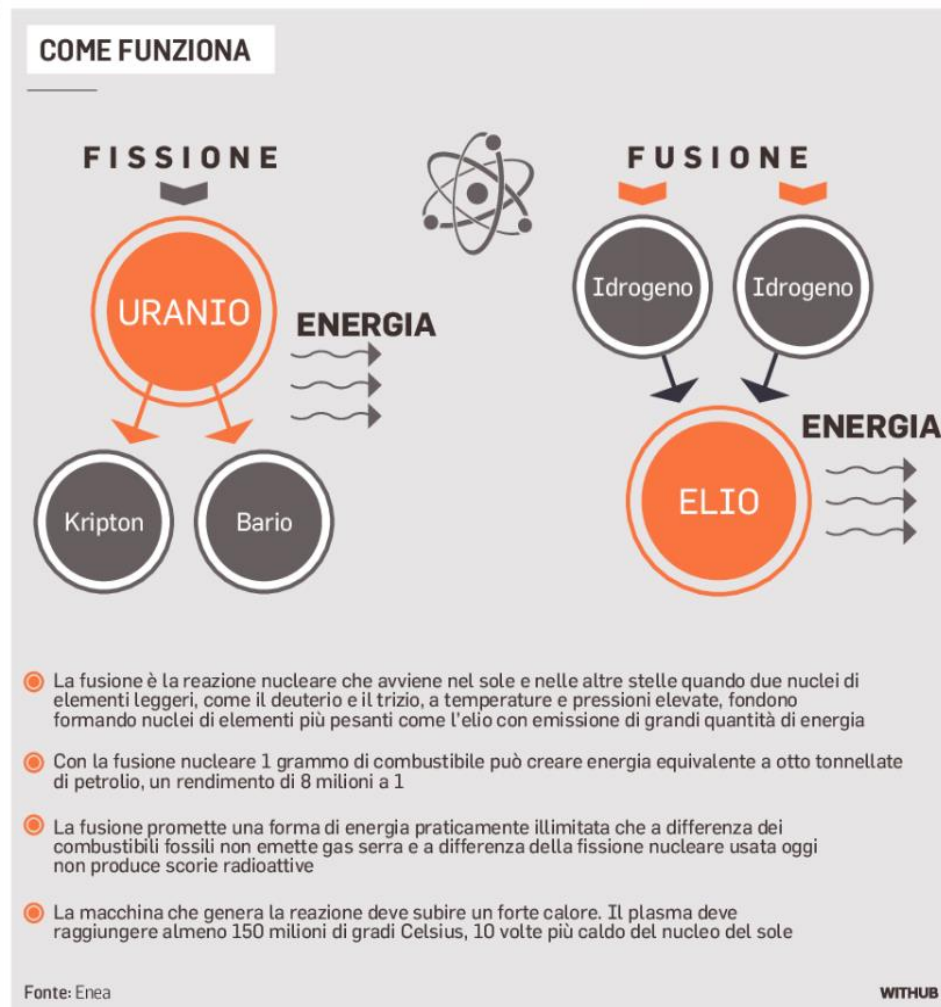 COME FUNZIONA
FISSIONE
URANIO
ENERGIA
Kripton
Bario
FUSIONE
Idrogeno
Idrogeno
ELIO
ENERGIA
La fusione è la reazione nucleare che avviene nel sole e nelle altre stelle quando due nuclei di
elementi leggeri, come il deuterio e il trizio, a temperature e pressioni elevate, fondono
formando nuclei di elementi più pesanti come l'elio con emissione di grandi quantità di energia
Con la fusione nucleare 1 grammo di combustibile può creare energia equivalente a otto tonnellate
di petrolio, un rendimento di 8 milioni a 1
La fusione promette una forma di energia praticamente illimitata che a differenza dei
combustibili fossili non emette gas serra e a differenza della fissione nucleare usata oggi
non produce scorie radioattive
La macchina che genera la reazione deve subire un forte calore. Il plasma deve
raggiungere almeno 150 milioni di gradi Celsius, 10 volte più caldo del nucleo del sole
Fonte: Enea
WITHUB